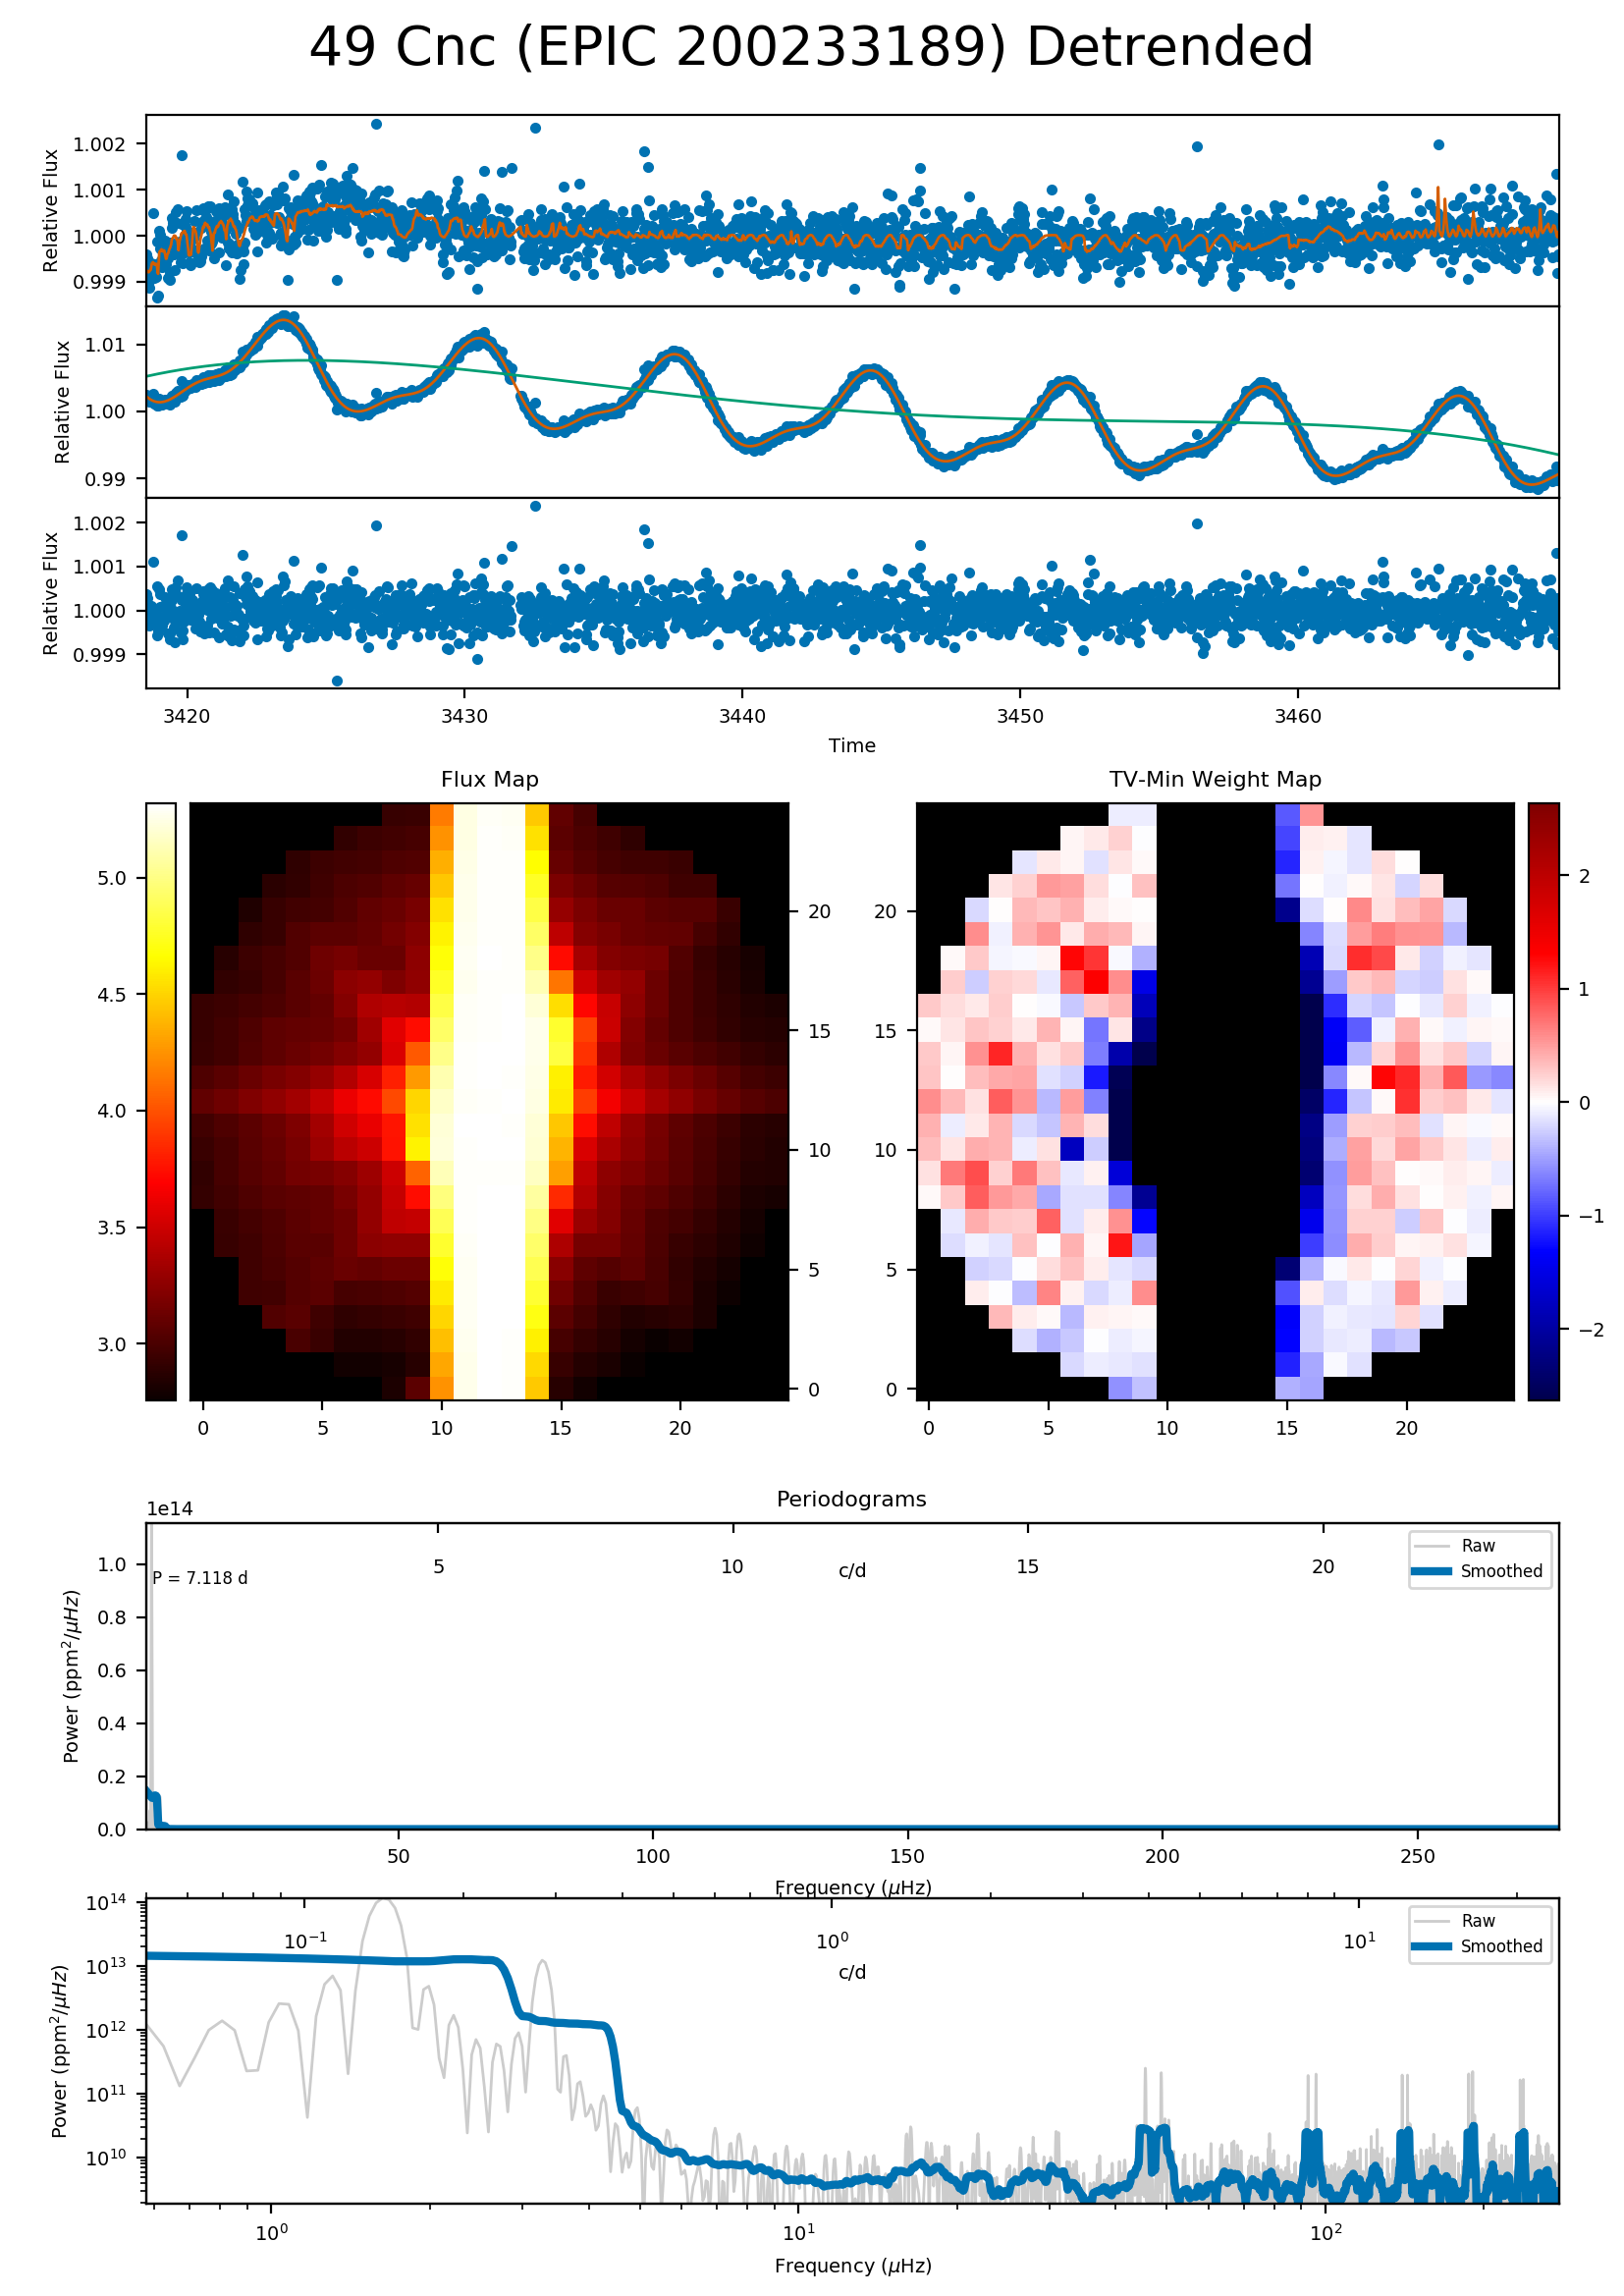 49 Cnc (EPIC 200233189) Detrended
Relative Flux
1.002
1.001
1.000
0.999
Relative Flux
1.01
1.00
0.99
Relative Flux
1.002
1.001
1.000
0.999
3420 3430 3440 3450 3460
Time
Flux Map
5.0
4.5
4.0
3.5
3.0
20
15
10
5
0
0 5 10 15 20
TV-Min Weight Map
20
15
10
5
0
0 5 10 15 20
2
1
0
−1
−2
Periodograms
1e14
Power (ppm²/μHz)
1.0
0.8
0.6
0.4
0.2
0.0
P = 7.118 d
5 10 15 20
c/d
Raw
Smoothed
50 100 150 200 250
Frequency (μHz)
Power (ppm²/μHz)
10¹⁴
10¹³
10¹²
10¹¹
10¹⁰
10⁻¹ 10⁰ 10¹
c/d
Raw
Smoothed
10⁰ 10¹ 10²
Frequency (μHz)